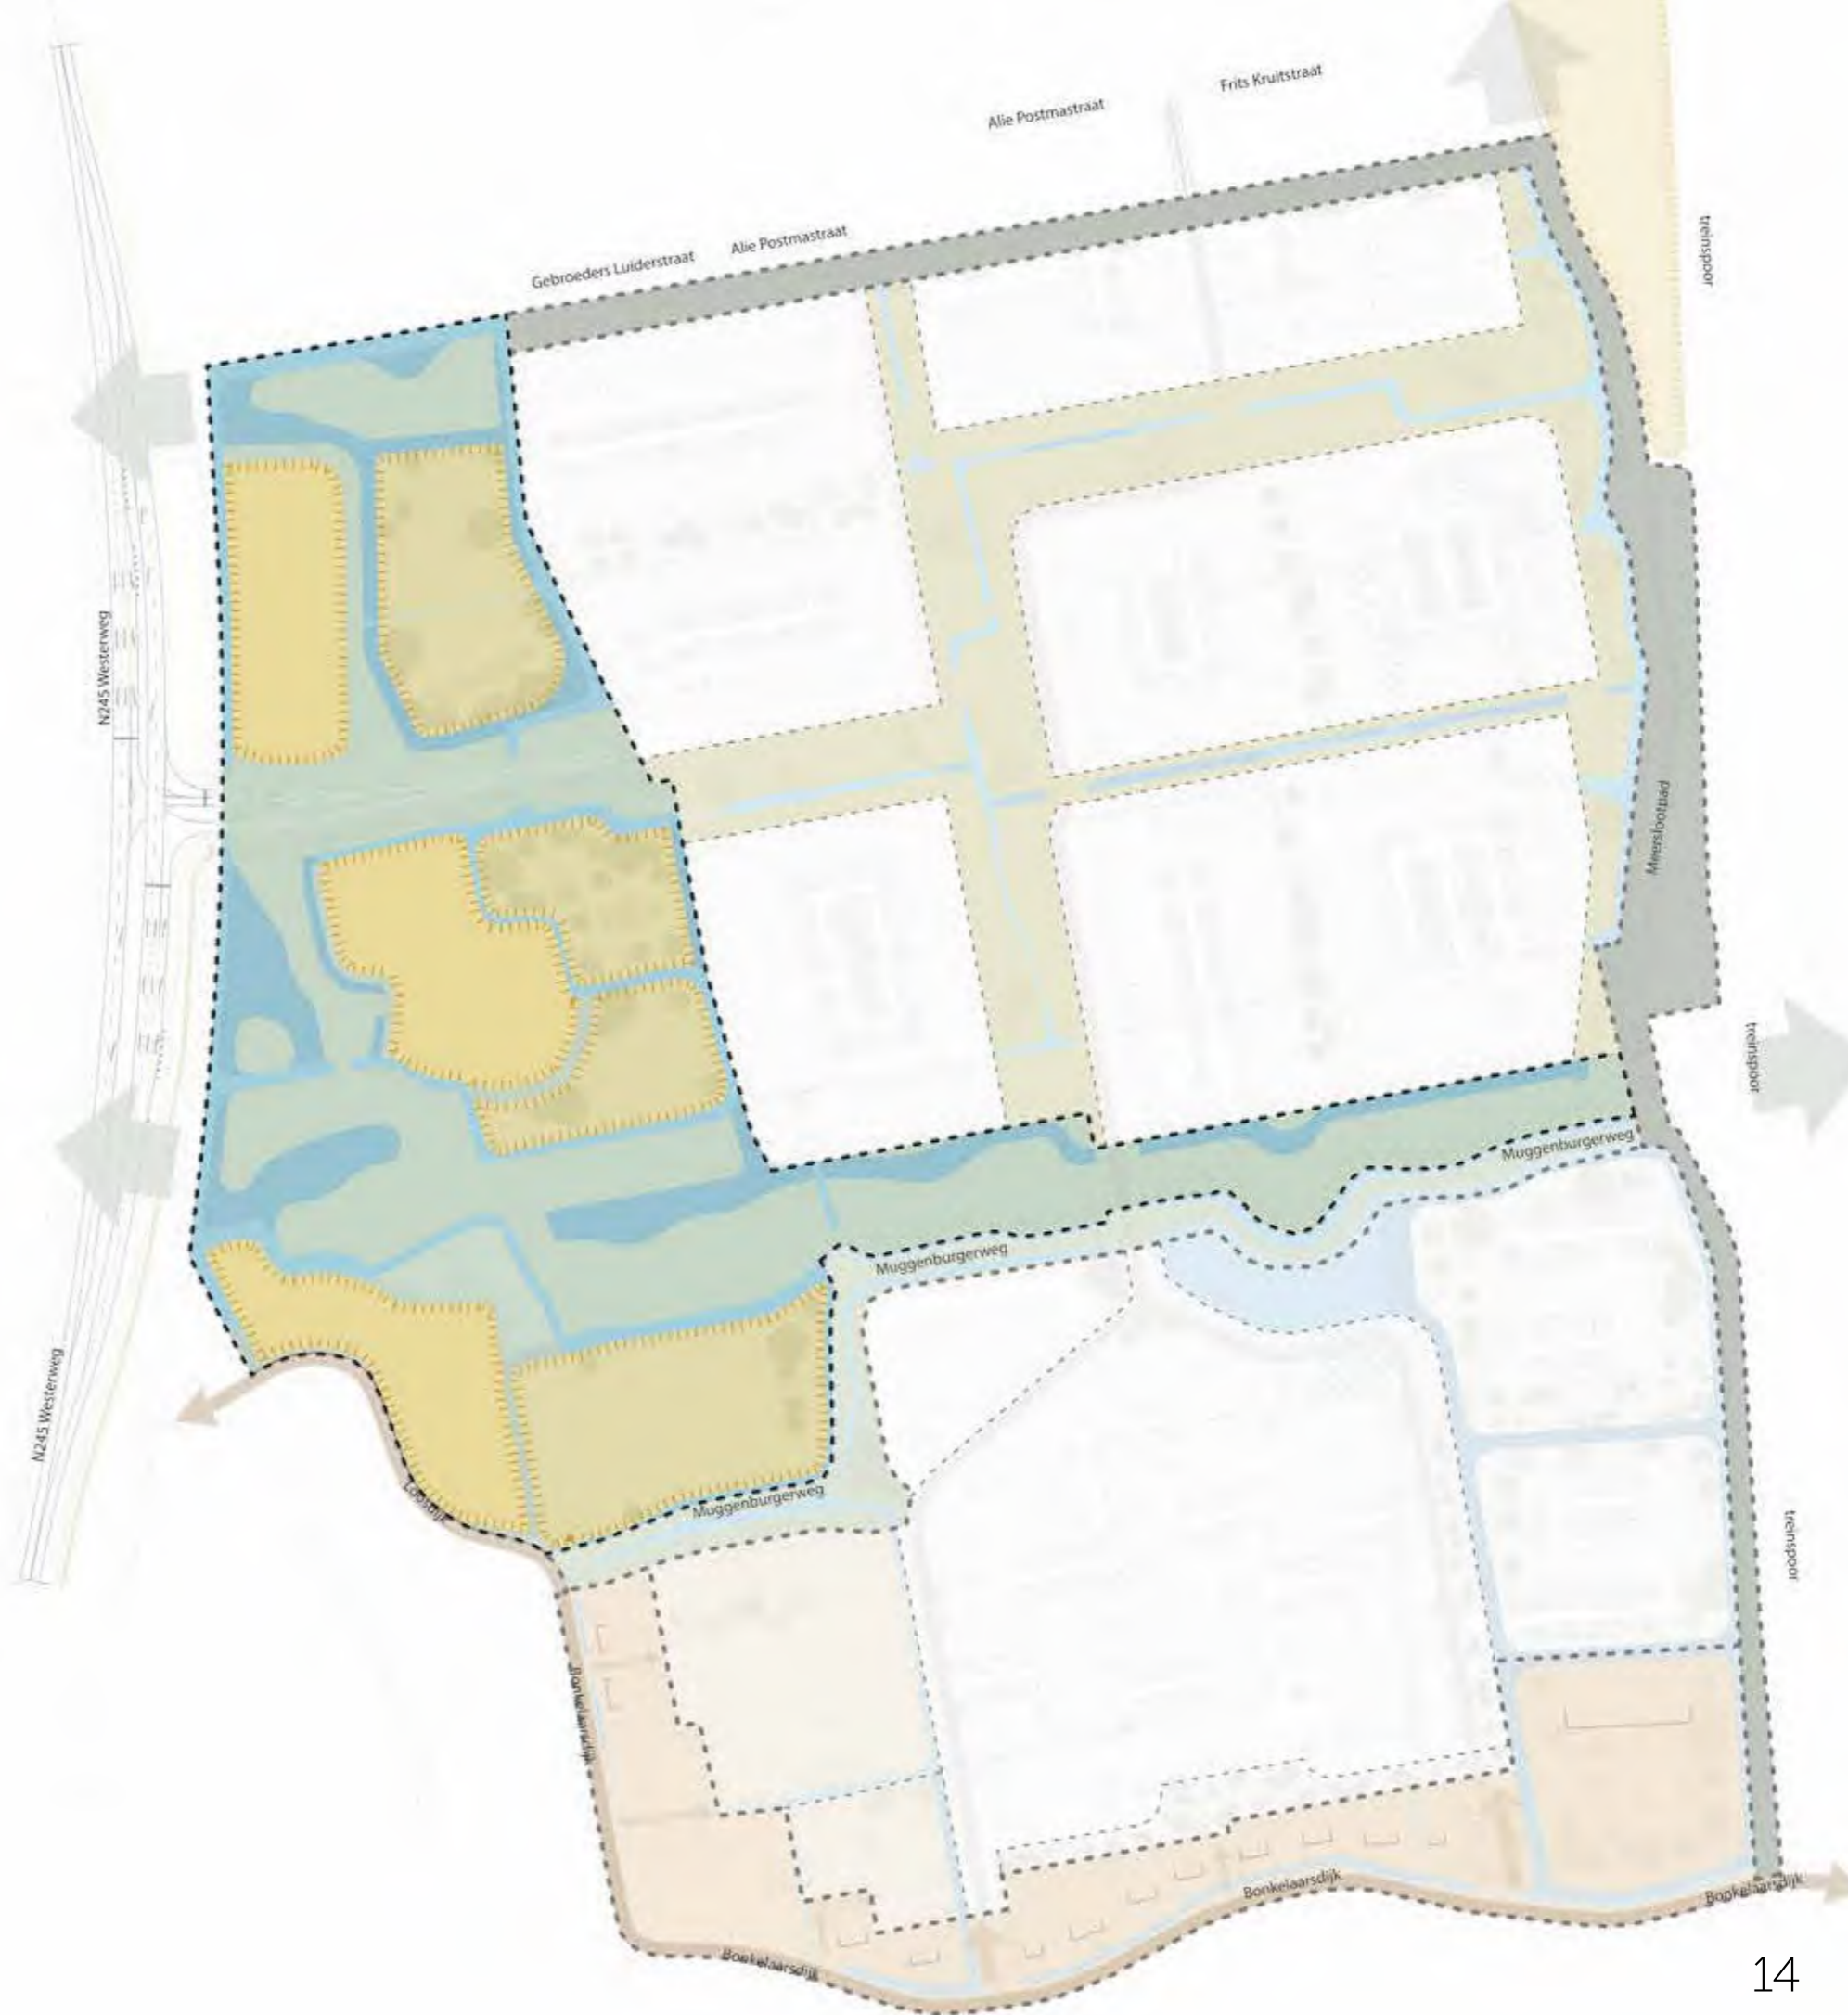 Frits Kruitstraat
Alie Postmastraat
Gebroeders Luiderstraat
Alie Postmastraat
treinspoor
N245 Westerweg
Meerslootpad
treinspoor
Muggenburgerweg
Muggenburgerweg
N245 Westerweg
Loosdijk
Muggenburgerweg
treinspoor
Bonkelaarsdijk
Bonkelaarsdijk
Bonkelaarsdijk
Bonkelaarsdijk
14